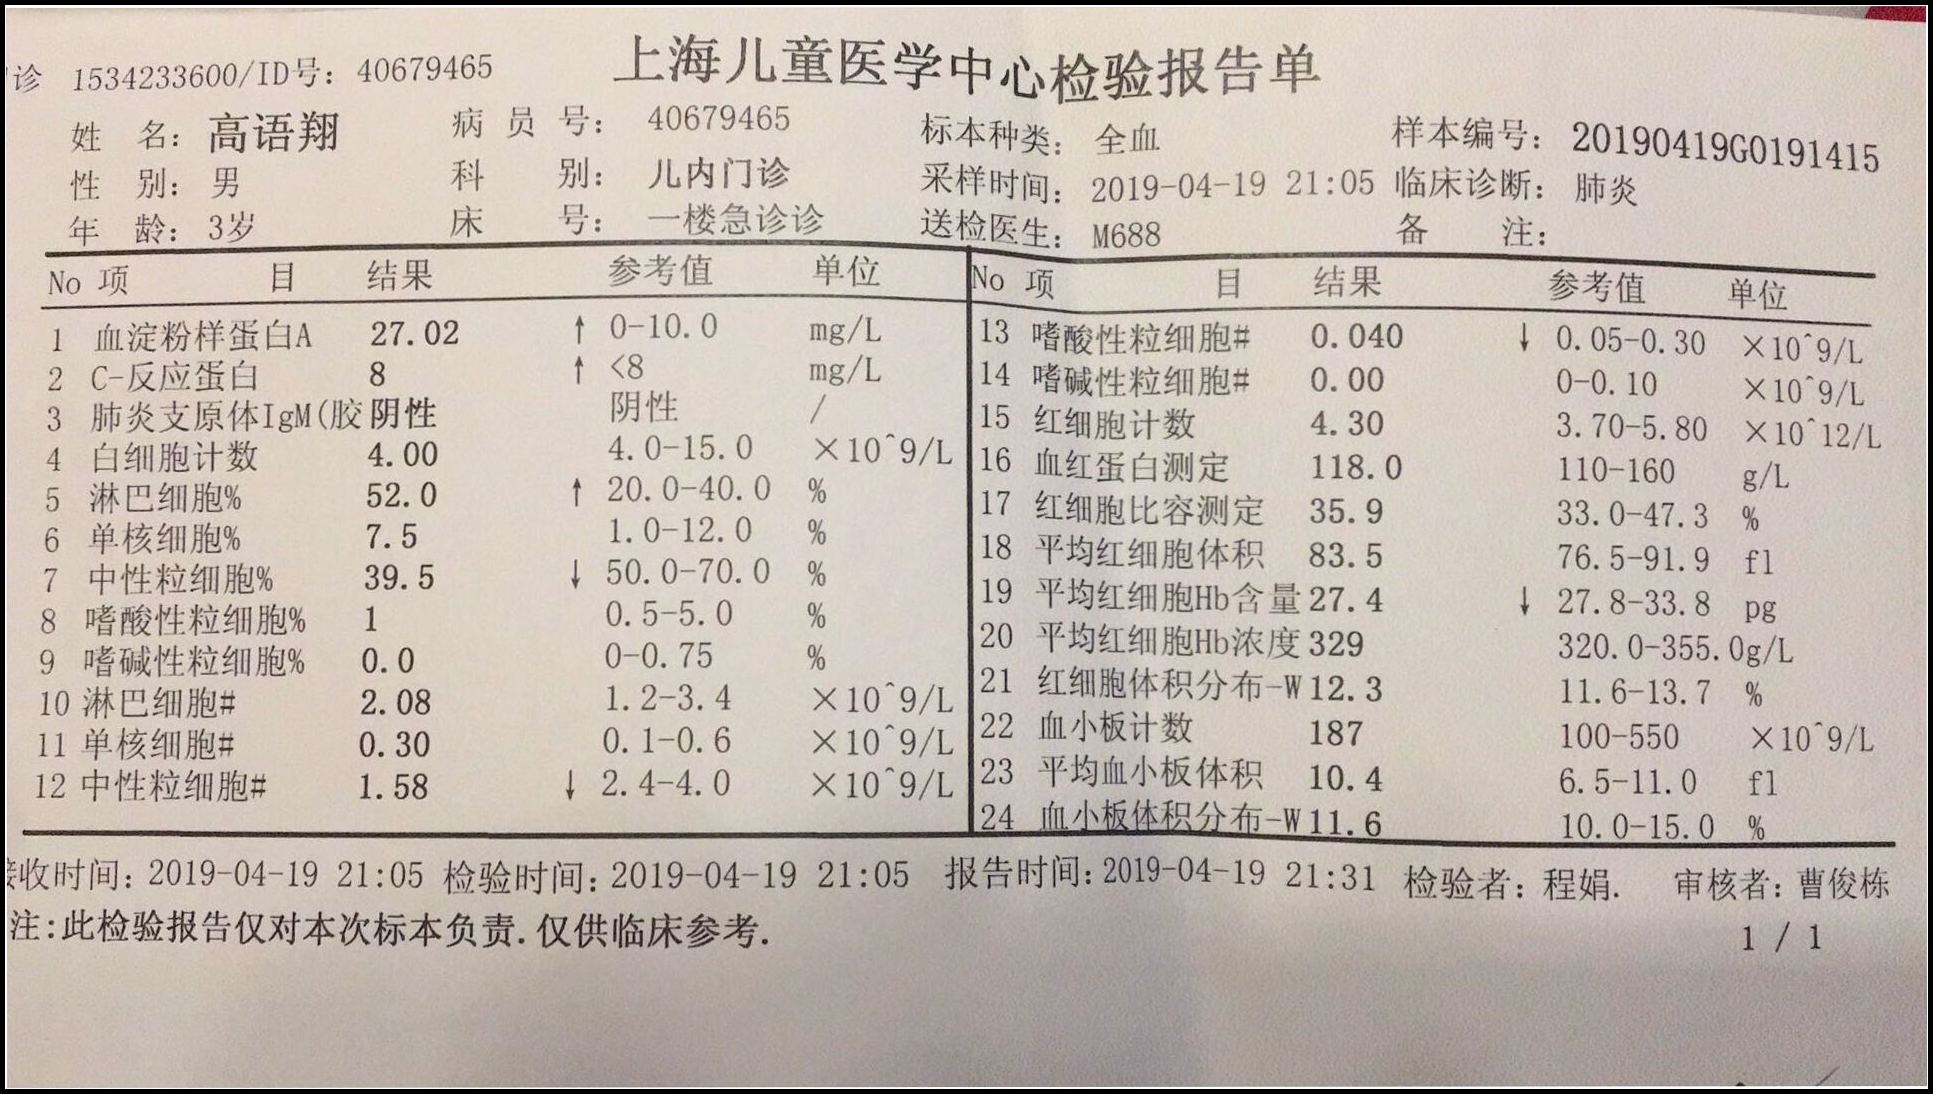 诊 1534233600/ID号: 40679465 上海儿童医学中心检验报告单
姓 名: 高语翔 病 员 号: 40679465 标本种类: 全血 样本编号: 20190419G0191415
性 别: 男 科 别: 儿内门诊 采样时间: 2019-04-19 21:05 临床诊断: 肺炎
年 龄: 3岁 床 号: 一楼急诊诊 送检医生: M688 备 注:
No 项 目 结果 参考值 单位
1 血淀粉样蛋白A 27.02 ↑ 0-10.0 mg/L
2 C-反应蛋白 8 ↑ <8 mg/L
3 肺炎支原体IgM(胶 阴性 阴性 /
4 白细胞计数 4.00 4.0-15.0 ×10^9/L
5 淋巴细胞% 52.0 ↑ 20.0-40.0 %
6 单核细胞% 7.5 1.0-12.0 %
7 中性粒细胞% 39.5 ↓ 50.0-70.0 %
8 嗜酸性粒细胞% 1 0.5-5.0 %
9 嗜碱性粒细胞% 0.0 0-0.75 %
10 淋巴细胞# 2.08 1.2-3.4 ×10^9/L
11 单核细胞# 0.30 0.1-0.6 ×10^9/L
12 中性粒细胞# 1.58 ↓ 2.4-4.0 ×10^9/L
No 项 目 结果 参考值 单位
13 嗜酸性粒细胞# 0.040 ↓ 0.05-0.30 ×10^9/L
14 嗜碱性粒细胞# 0.00 0-0.10 ×10^9/L
15 红细胞计数 4.30 3.70-5.80 ×10^12/L
16 血红蛋白测定 118.0 110-160 g/L
17 红细胞比容测定 35.9 33.0-47.3 %
18 平均红细胞体积 83.5 76.5-91.9 fl
19 平均红细胞Hb含量 27.4 ↓ 27.8-33.8 pg
20 平均红细胞Hb浓度 329 320.0-355.0 g/L
21 红细胞体积分布-W 12.3 11.6-13.7 %
22 血小板计数 187 100-550 ×10^9/L
23 平均血小板体积 10.4 6.5-11.0 fl
24 血小板体积分布-W 11.6 10.0-15.0 %
接收时间: 2019-04-19 21:05 检验时间: 2019-04-19 21:05 报告时间: 2019-04-19 21:31 检验者: 程娟. 审核者: 曹俊栋
注:此检验报告仅对本次标本负责.仅供临床参考.
1 / 1